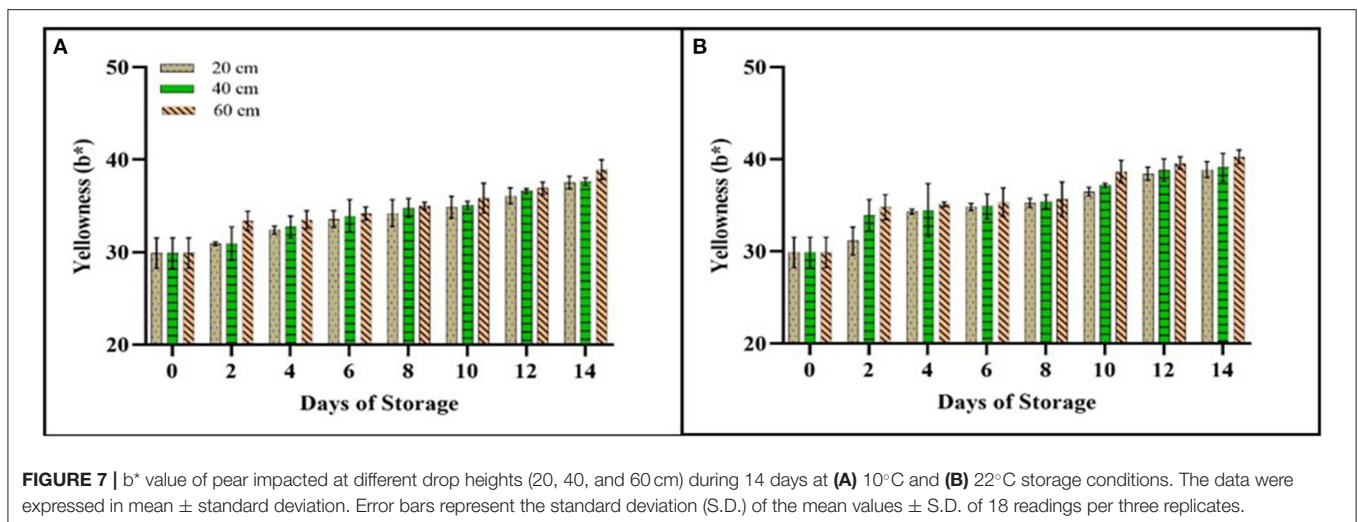 A
50
40
30
20
Yellowness (b*)
20 cm
40 cm
60 cm
0 2 4 6 8 10 12 14
Days of Storage
B
50
40
30
20
Yellowness (b*)
0 2 4 6 8 10 12 14
Days of Storage
FIGURE 7 | b* value of pear impacted at different drop heights (20, 40, and 60 cm) during 14 days at (A) 10°C and (B) 22°C storage conditions. The data were
expressed in mean ± standard deviation. Error bars represent the standard deviation (S.D.) of the mean values ± S.D. of 18 readings per three replicates.